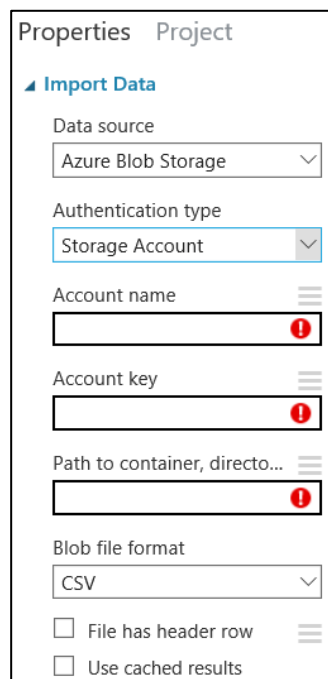 Properties Project
Import Data
Data source
Azure Blob Storage
Authentication type
Storage Account
Account name
Account key
Path to container, directo...
Blob file format
CSV
File has header row
Use cached results